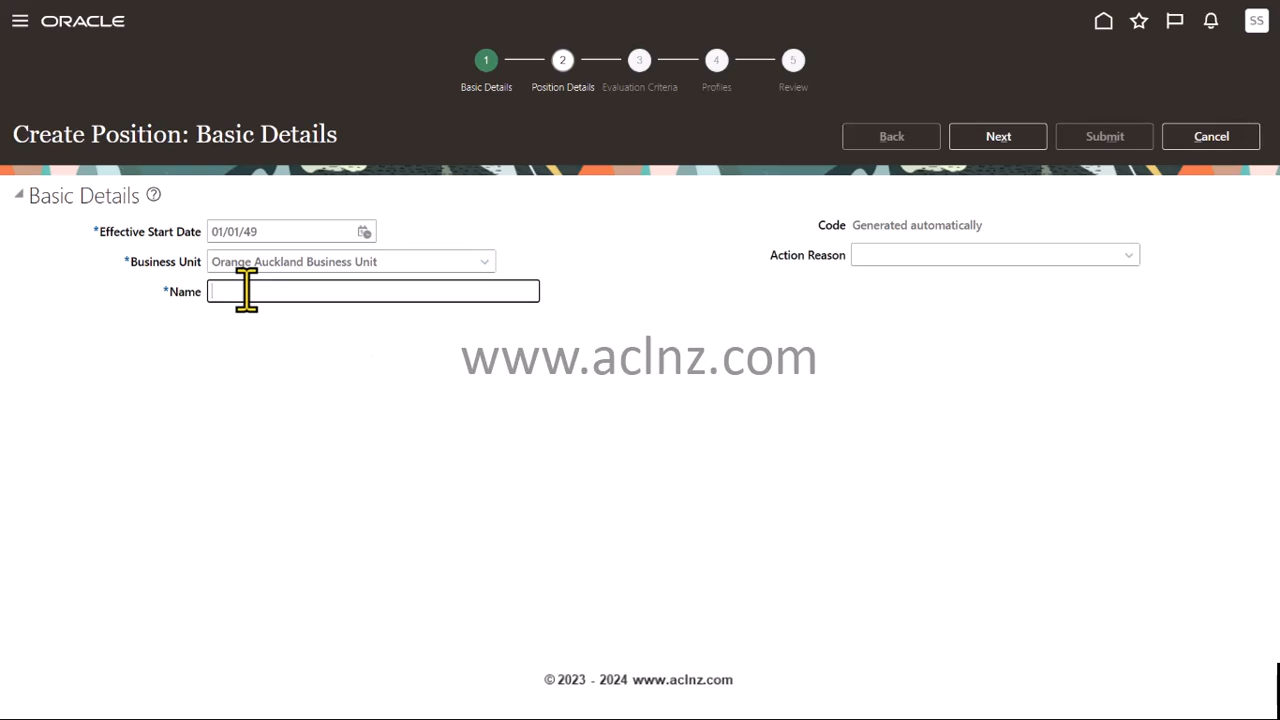 ORACLE
SS
1 2 3 4 5
Basic Details Position Details Evaluation Criteria Profiles Review
Create Position: Basic Details
Back Next Submit Cancel
Basic Details ?
*Effective Start Date 01/01/49
Code Generated automatically
*Business Unit Orange Auckland Business Unit
Action Reason
*Name
www.aclnz.com
© 2023 - 2024 www.aclnz.com